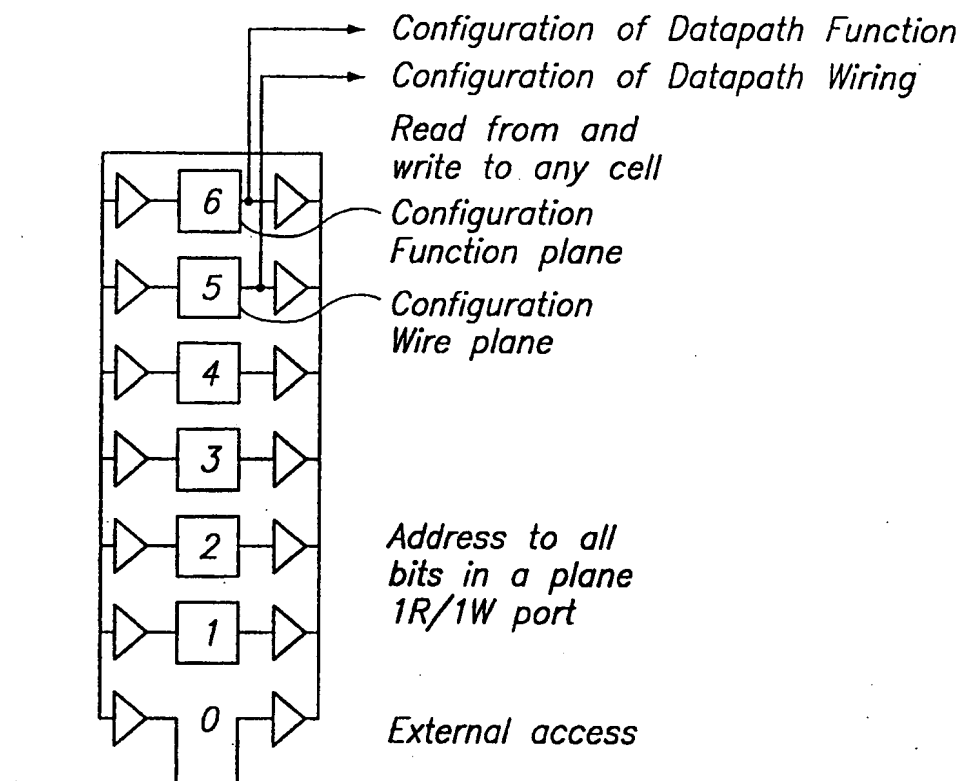 Configuration of Datapath Function
Configuration of Datapath Wiring
Read from and
write to any cell
6
Configuration
Function plane
5
Configuration
Wire plane
4
3
2
Address to all
bits in a plane
1R/1W port
1
0
External access